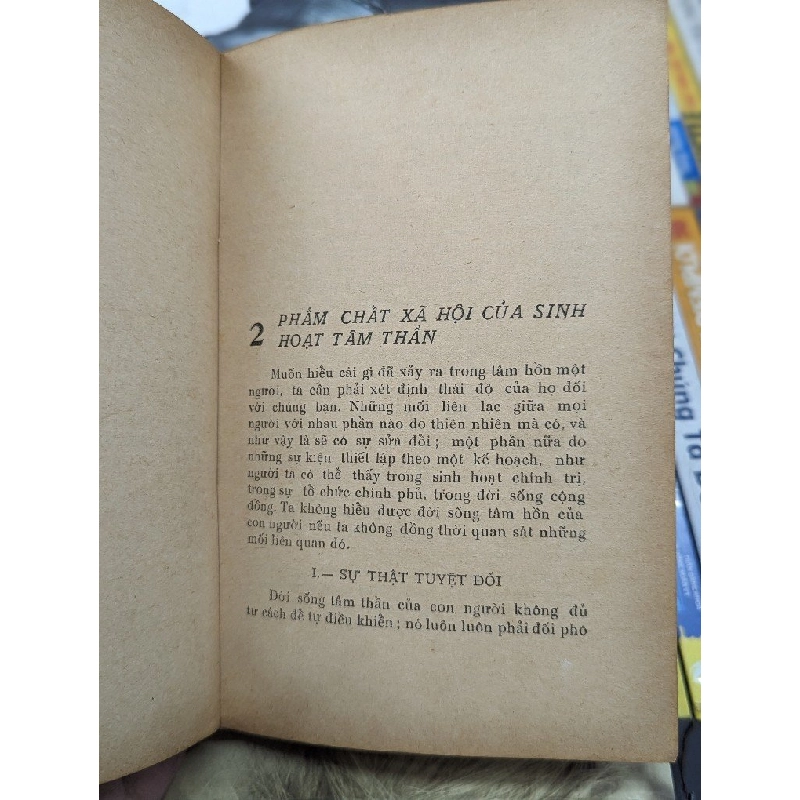 2
PHẨM CHẤT XÃ HỘI CỦA SINH
HOẠT TÂM THẦN
Muốn hiểu cái gì đã xẩy ra trong tâm hồn một
người, ta cần phải xét định thái độ của họ đối
với chúng bạn. Những mối liên lạc giữa mọi
người với nhau phần nào do thiên nhiên mà có, và
như vậy là sẽ có sự sửa đổi ; một phần nữa do
những sự kiện thiết lập theo một kế hoạch, như
người ta có thể thấy trong sinh hoạt chính trị,
trong sự tổ chức chính phủ, trong đời sống cộng
đồng. Ta không hiểu được đời sống tâm hồn của
con người nếu ta không đồng thời quan sát những
mối liên quan đó.
I.— SỰ THẬT TUYỆT ĐỐI
Đời sống tâm thần của con người không đủ
tư cách để tự điều khiển ; nó luôn luôn phải đối phó
Chúng Ta